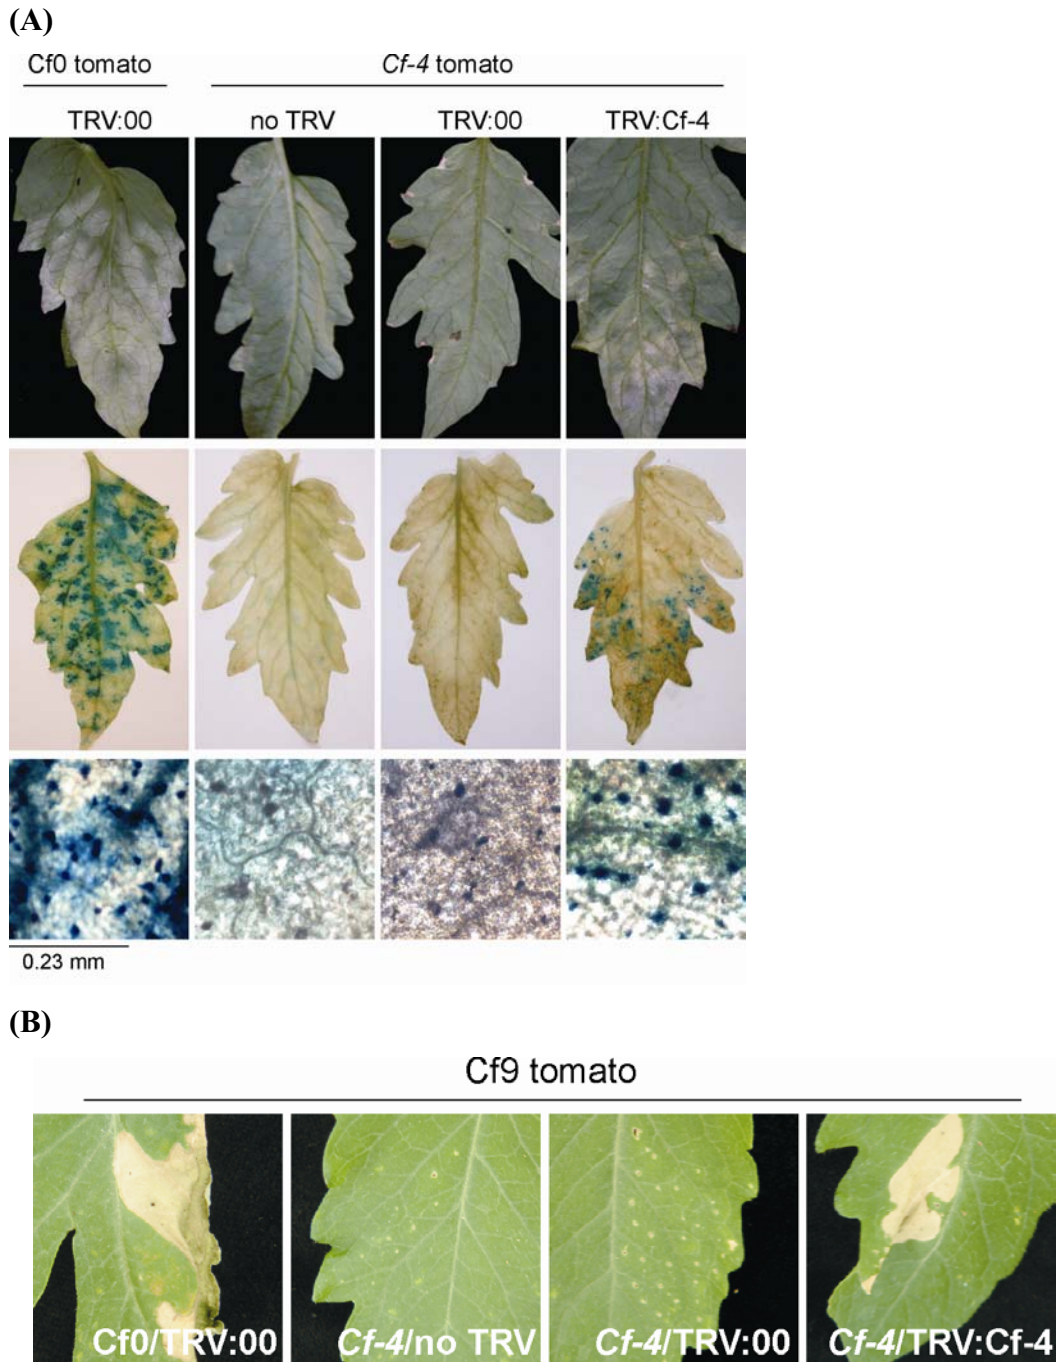 (A)
Cf0 tomato Cf-4 tomato
TRV:00 no TRV TRV:00 TRV:Cf-4
0.23 mm
(B)
Cf9 tomato
Cf0/TRV:00 Cf-4/no TRV Cf-4/TRV:00 Cf-4/TRV:Cf-4